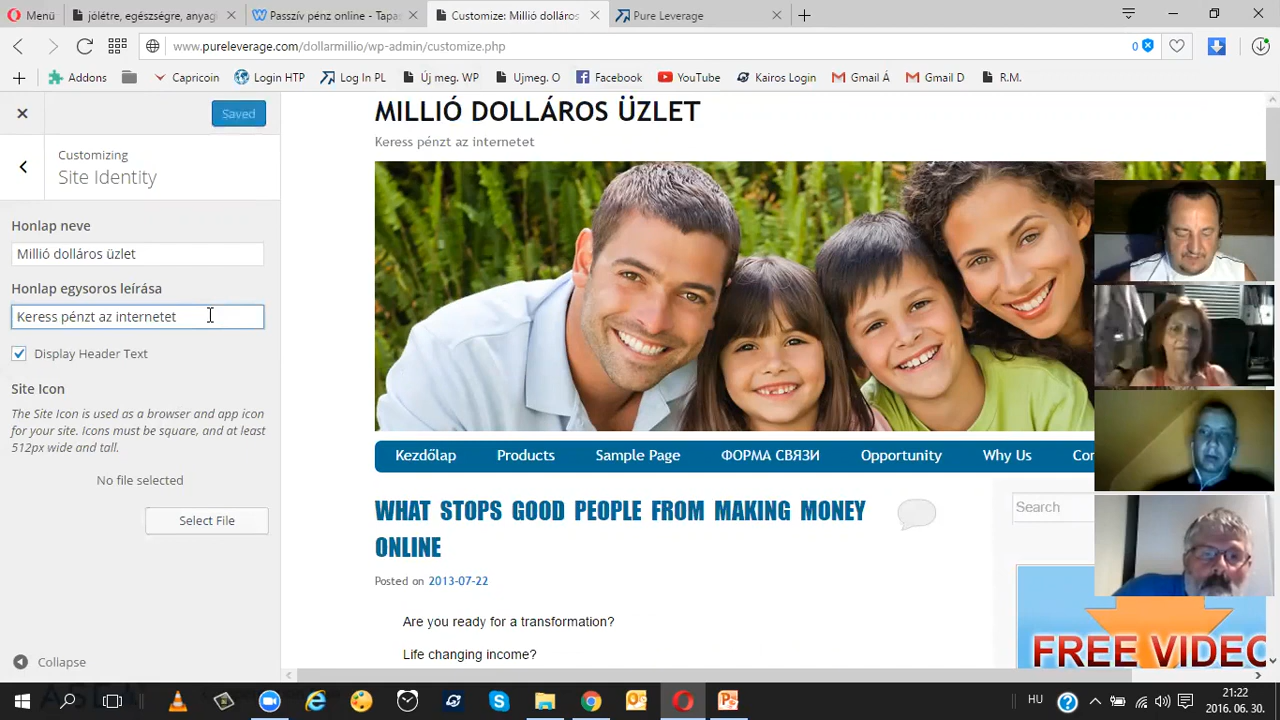 Menü
jólétre, egészségre, anyagi
Passzív pénz online - Tapas
Customize: Millió dolláros
Pure Leverage
www.pureleverage.com/dollarmillio/wp-admin/customize.php
0
Addons
Capricoin
Login HTP
Log In PL
Új meg. WP
Ujmeg. O
Facebook
YouTube
Kairos Login
Gmail Á
Gmail D
R.M.
Saved
Customizing
Site Identity
Honlap neve
Millió dolláros üzlet
Honlap egysoros leírása
Keress pénzt az internetet
Display Header Text
Site Icon
The Site Icon is used as a browser and app icon
for your site. Icons must be square, and at least
512px wide and tall.
No file selected
Select File
Collapse
MILLIÓ DOLLÁROS ÜZLET
Keress pénzt az internetet
Kezdőlap
Products
Sample Page
ФОРМА СВЯЗИ
Opportunity
Why Us
Con
WHAT STOPS GOOD PEOPLE FROM MAKING MONEY
ONLINE
Posted on 2013-07-22
Are you ready for a transformation?
Life changing income?
Search
FREE VIDEO
HU
21:22
2016. 06. 30.